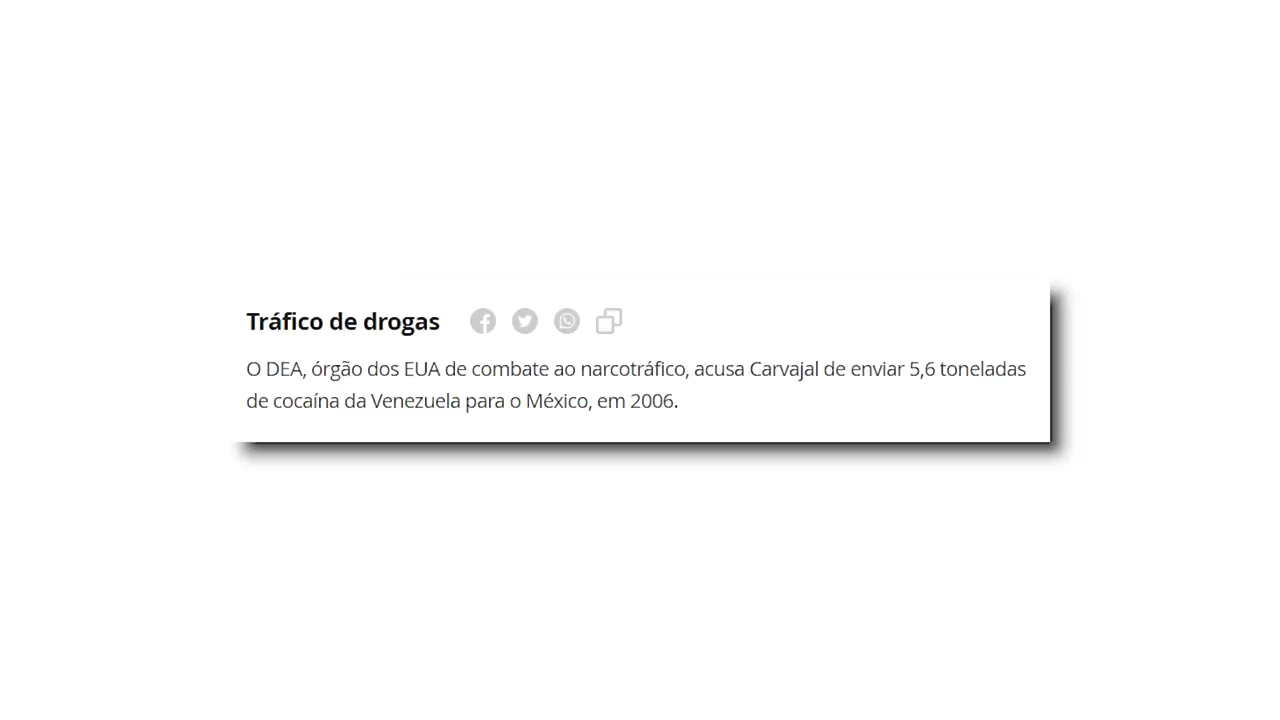 Tráfico de drogas
O DEA, órgão dos EUA de combate ao narcotráfico, acusa Carvajal de enviar 5,6 toneladas
de cocaína da Venezuela para o México, em 2006.